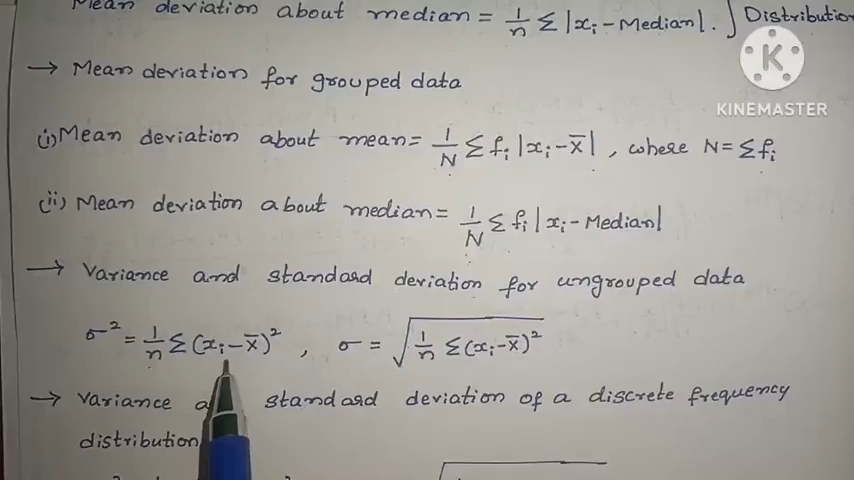 Mean deviation about median = 1/n Σ |xi - Median|. ] Distribution
→ Mean deviation for grouped data
KINEMASTER
(i) Mean deviation about mean = 1/N Σ fi |xi - x̄| , where N = Σfi
(ii) Mean deviation about median = 1/N Σ fi | xi - Median|
→ Variance and standard deviation for ungrouped data
σ² = 1/n Σ (xi - x̄)² , σ = √(1/n Σ(xi - x̄)²)
→ Variance a standard deviation of a discrete frequency
distribution